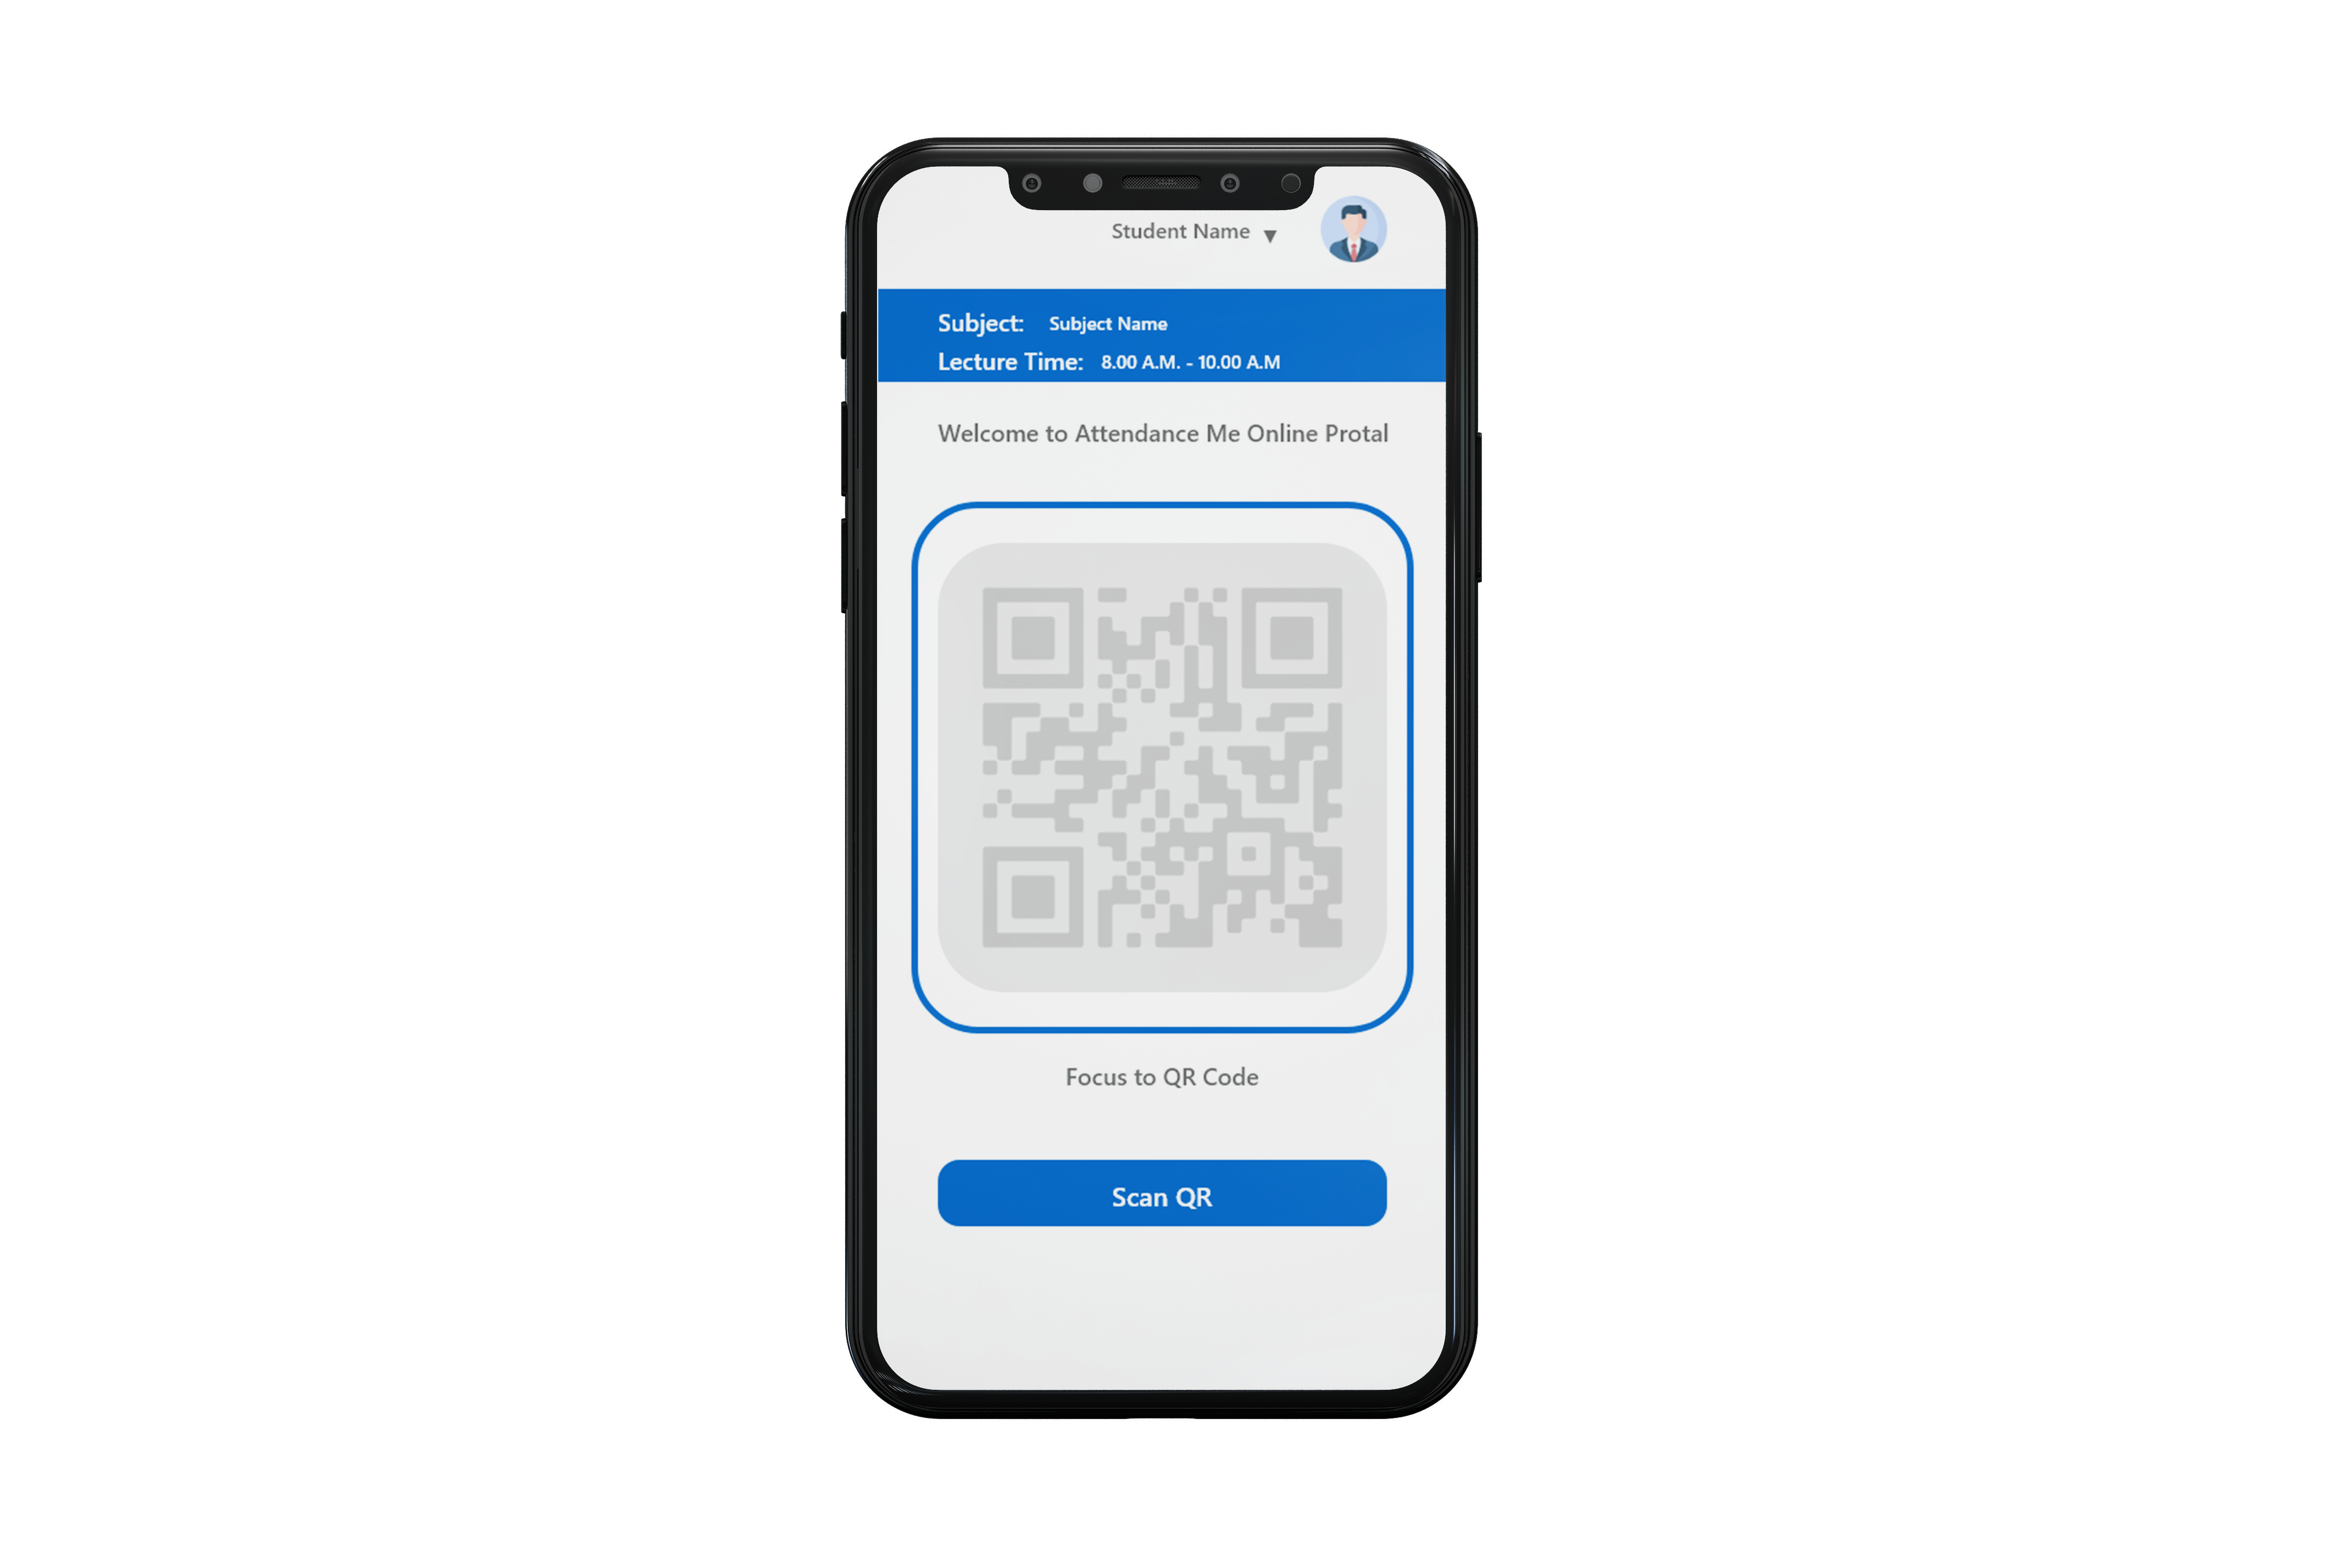 Student Name ▼
Subject: Subject Name
Lecture Time: 8.00 A.M. - 10.00 A.M
Welcome to Attendance Me Online Protal
Focus to QR Code
Scan QR